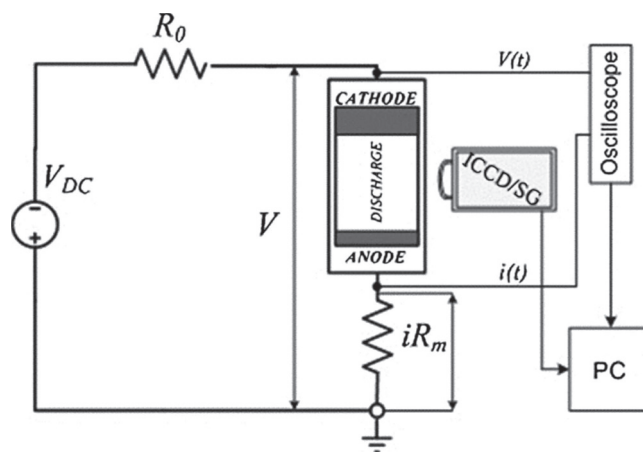 R0
V(t)
CATHODE
Oscilloscope
ICCD/SG
VDC
-
+
V
DISCHARGE
ANODE
i(t)
iRm
PC